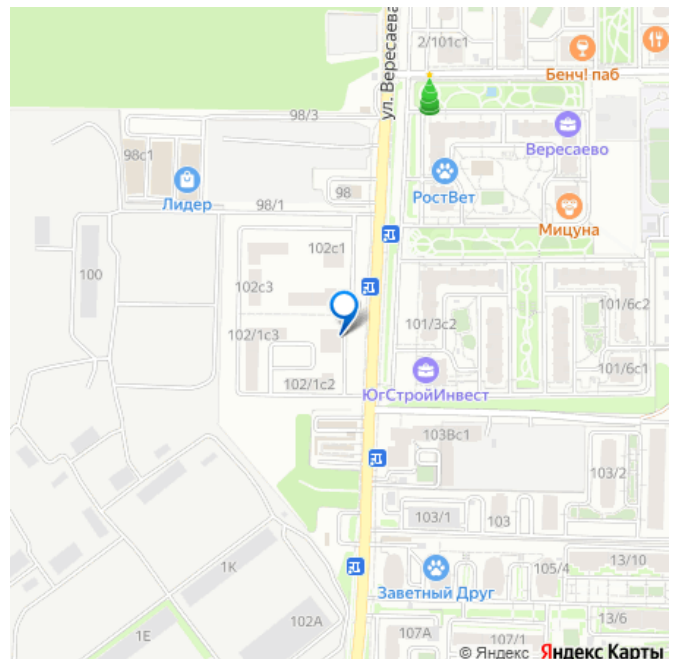 2/101с1
ул. Вересаева
Бенч! паб
98/3
Вересаево
98с1
98
РостВет
Лидер
98/1
Мицуна
102с1
100
102с3
101/6с2
101/3с2
102/1с3
101/6с1
102/1с2
ЮгСтройИнвест
103Вс1
103/2
103/1
103
13/10
1К
105/4
Заветный Друг
102А
13/6
1Е
107А
107/1
© Яндекс Яндекс Карты